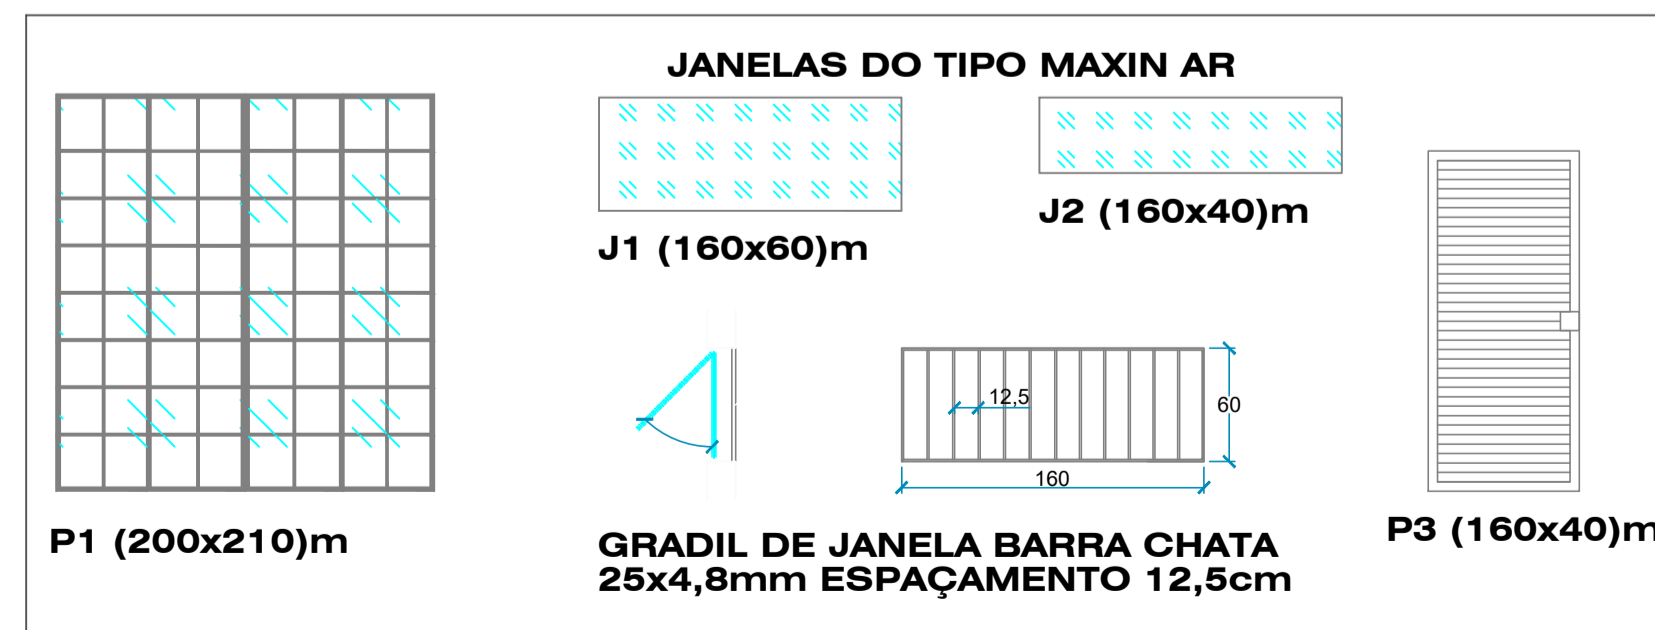 JANELAS DO TIPO MAXIN AR
J1 (160x60)m
J2 (160x40)m
12,5
60
160
P1 (200x210)m
GRADIL DE JANELA BARRA CHATA
25x4,8mm ESPAÇAMENTO 12,5cm
P3 (160x40)m